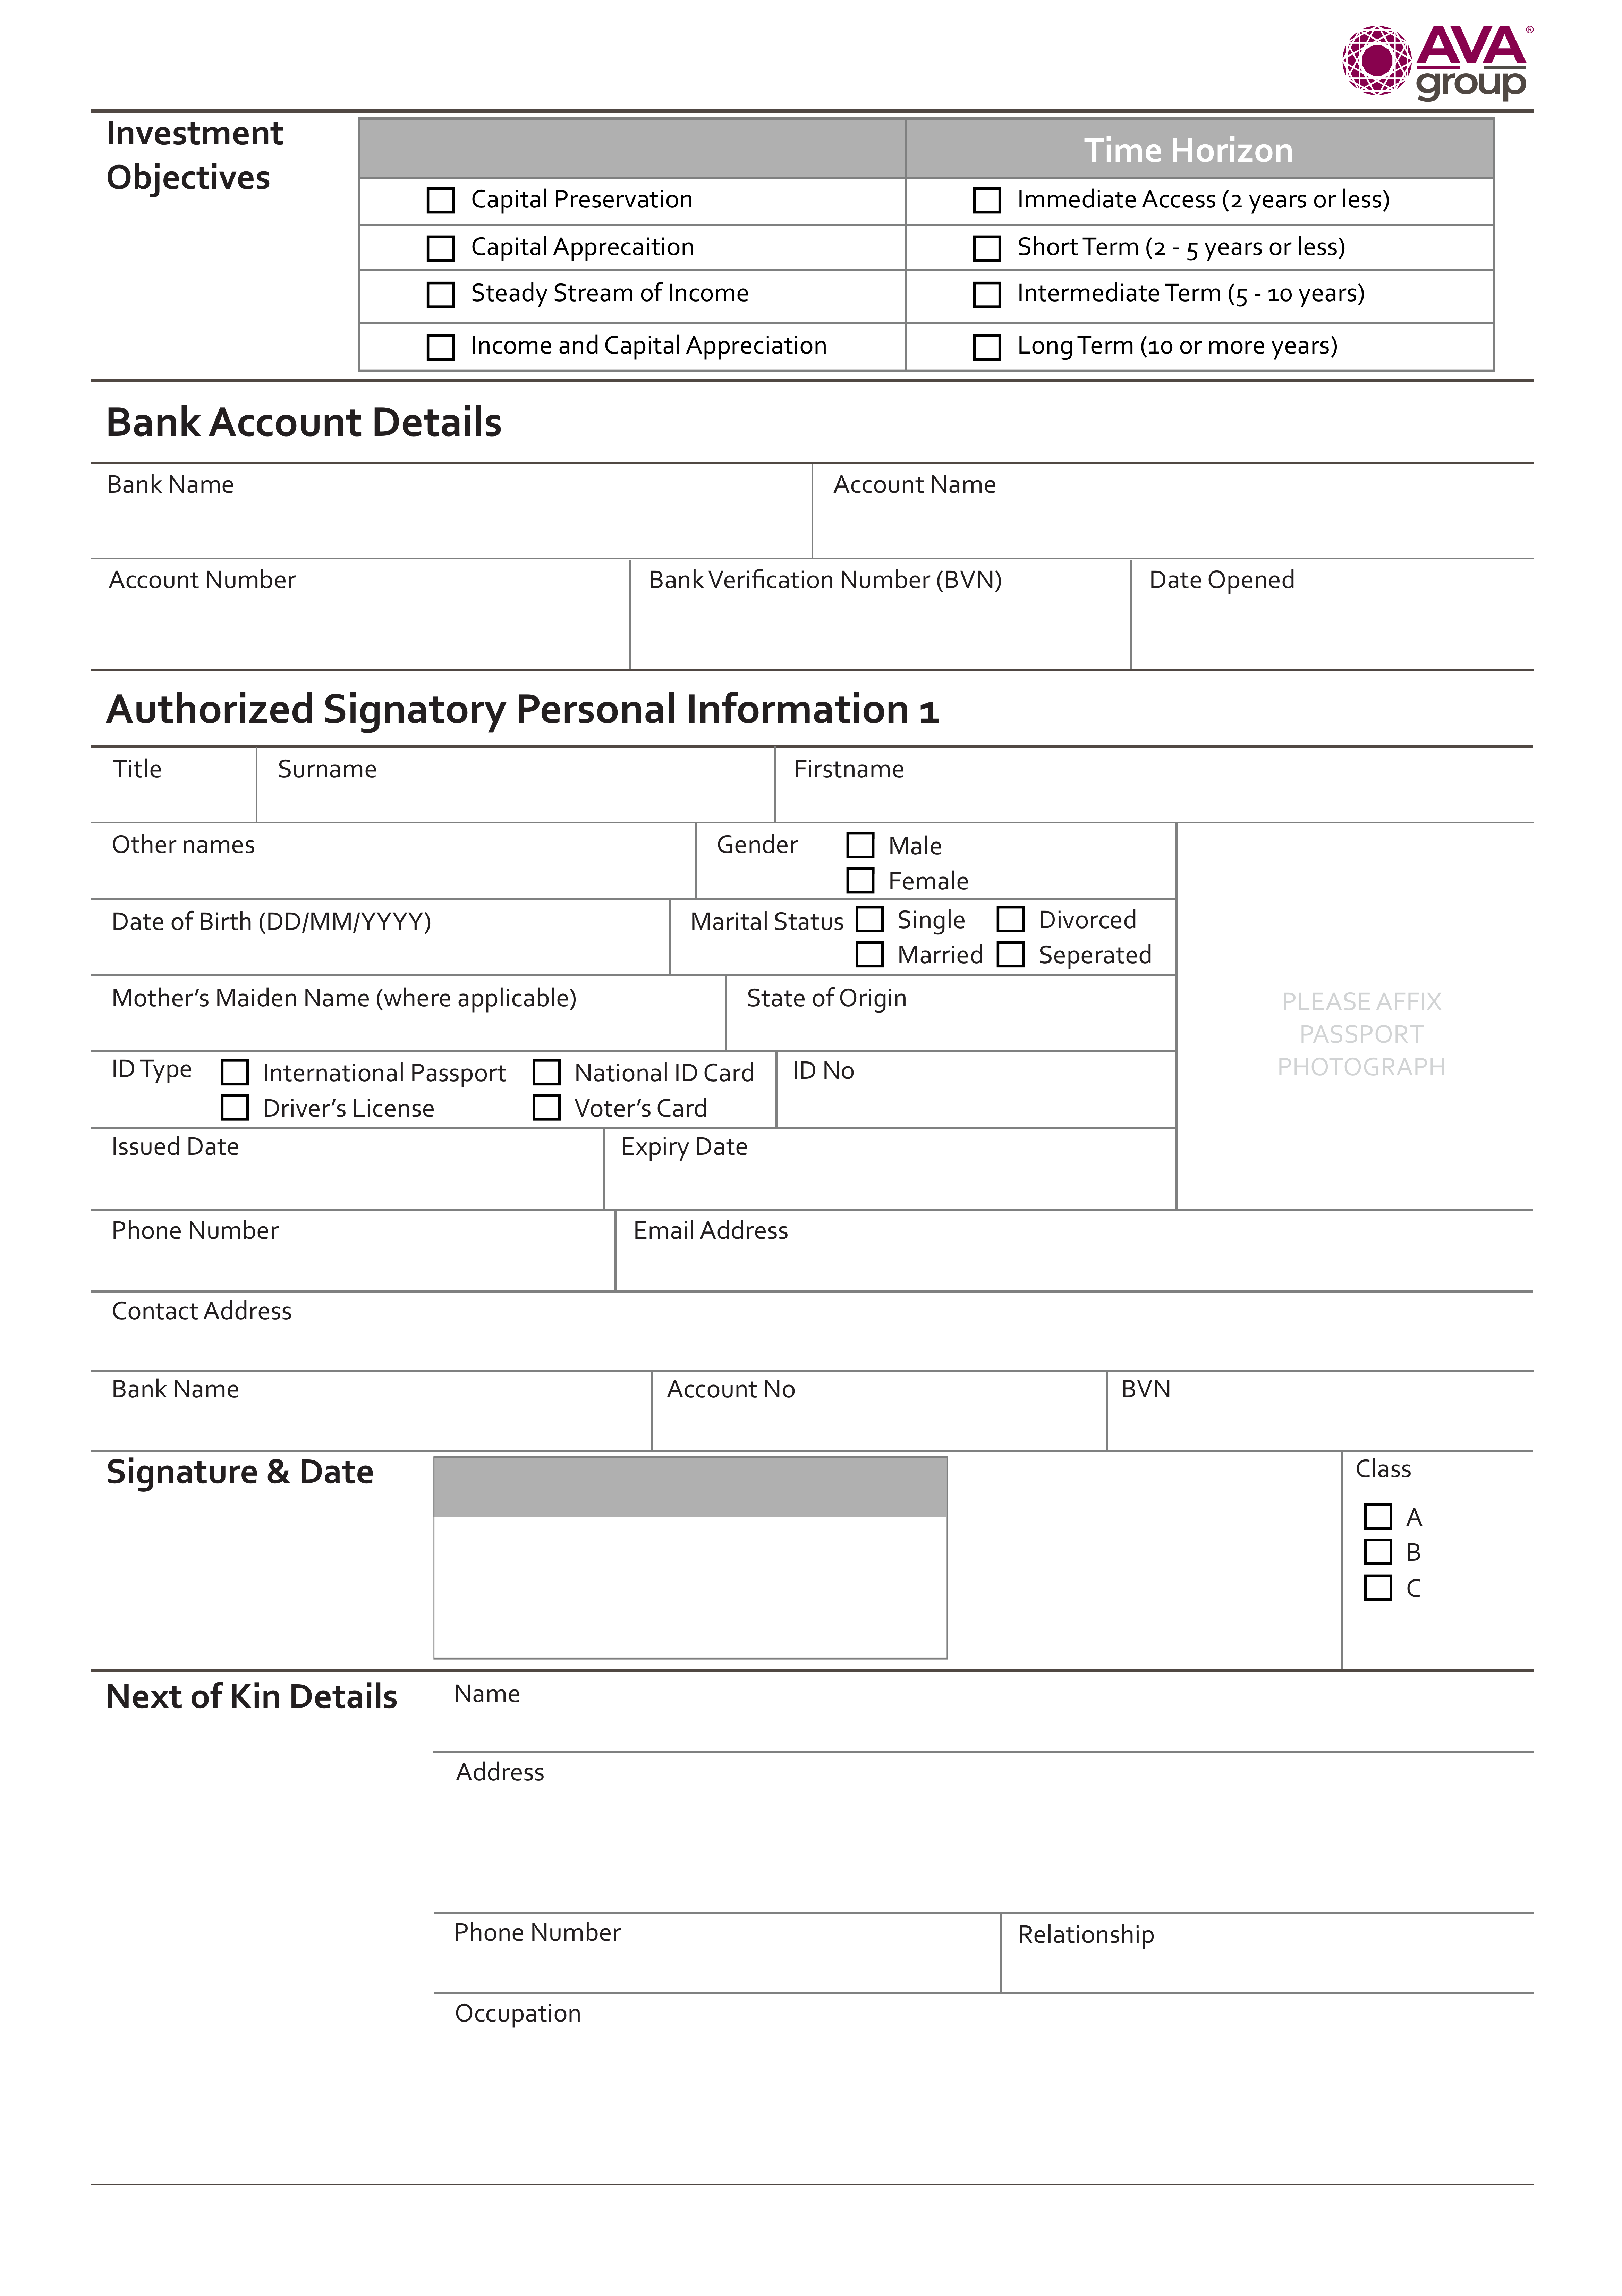 AVA®
group
Investment
Objectives
Time Horizon
Capital Preservation
Immediate Access (2 years or less)
Capital Apprecaition
Short Term (2 - 5 years or less)
Steady Stream of Income
Intermediate Term (5 - 10 years)
Income and Capital Appreciation
Long Term (10 or more years)
Bank Account Details
Bank Name
Account Name
Account Number
Bank Verification Number (BVN)
Date Opened
Authorized Signatory Personal Information 1
Title
Surname
Firstname
Other names
Gender
Male
Female
Date of Birth (DD/MM/YYYY)
Marital Status
Single
Divorced
Married
Seperated
Mother’s Maiden Name (where applicable)
State of Origin
PLEASE AFFIX
PASSPORT
PHOTOGRAPH
ID Type
International Passport
National ID Card
Driver’s License
Voter’s Card
ID No
Issued Date
Expiry Date
Phone Number
Email Address
Contact Address
Bank Name
Account No
BVN
Signature & Date
Class
A
B
C
Next of Kin Details
Name
Address
Phone Number
Relationship
Occupation